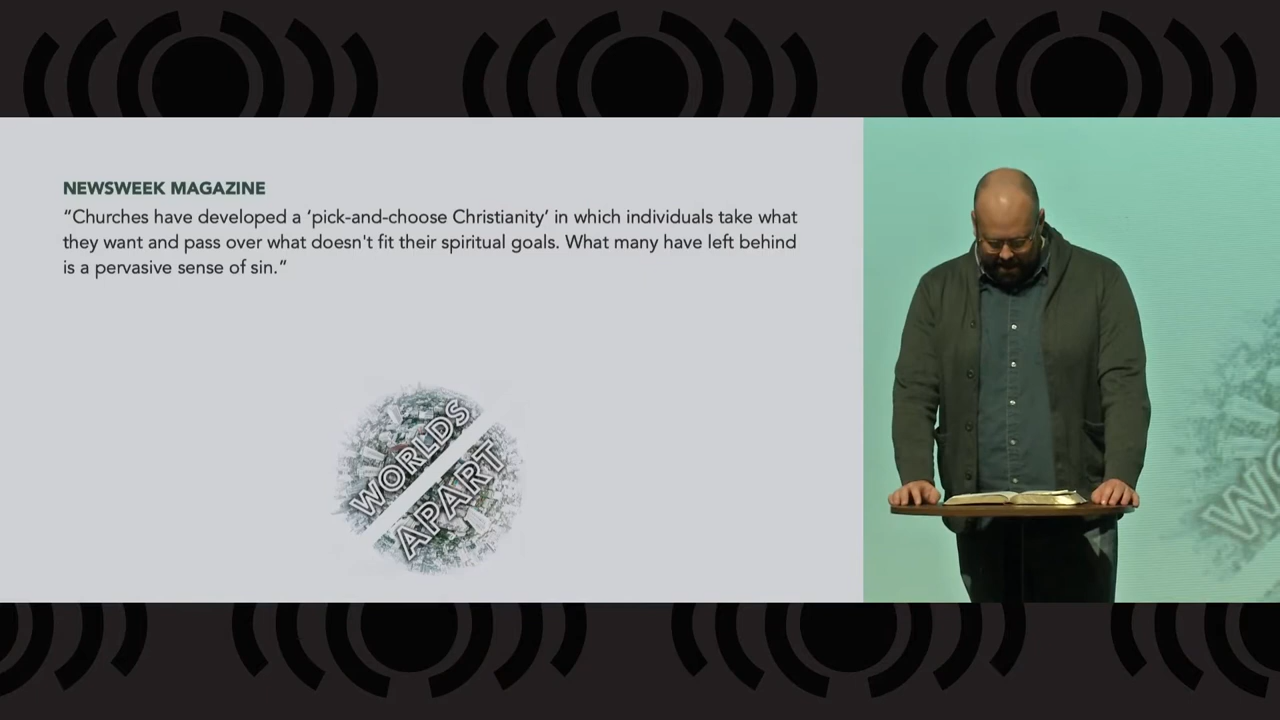 NEWSWEEK MAGAZINE
“Churches have developed a ‘pick-and-choose Christianity’ in which individuals take what
they want and pass over what doesn't fit their spiritual goals. What many have left behind
is a pervasive sense of sin.”
WORLDS
APART
WO